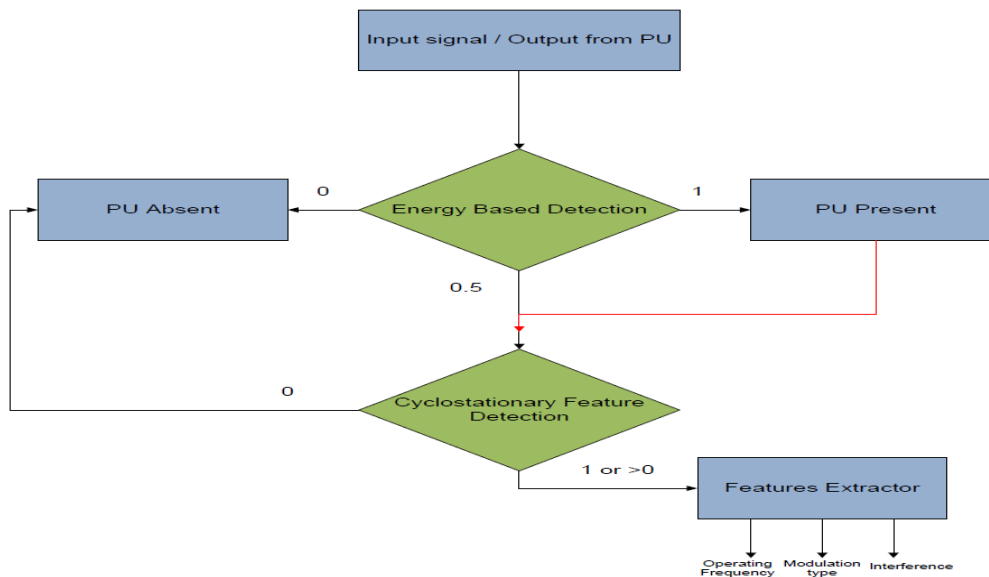 Input signal / Output from PU
0
1
PU Absent
Energy Based Detection
PU Present
0.5
0
Cyclostationary Feature
Detection
1 or >0
Features Extractor
Operating
Frequency
Modulation
type
Interference